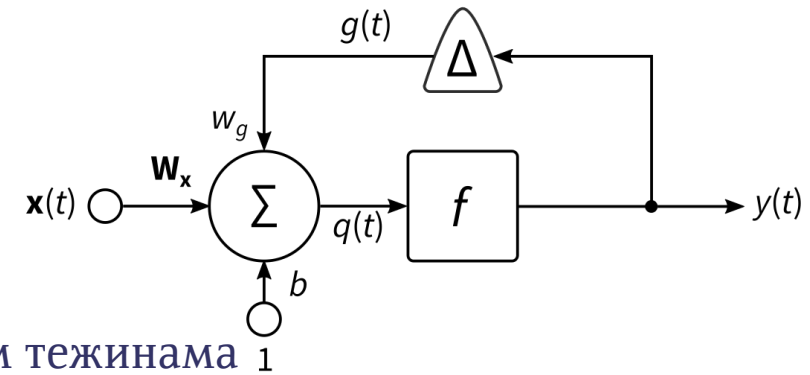 g(t)
Δ
w_g
W_x
x(t)
Σ
q(t)
f
y(t)
b
тежинама 1